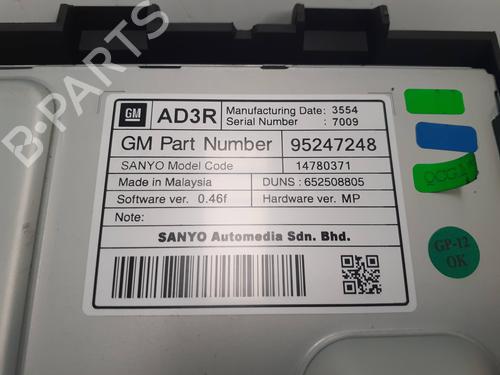 GM AD3R Manufacturing Date: 3554
Serial Number : 7009
GM Part Number 95247248
SANYO Model Code 14780371
Made in Malaysia DUNS : 652508805
Software ver. 0.46f Hardware ver. MP
Note:
SANYO Automedia Sdn. Bhd.
GP-12
OK
B-PARTS